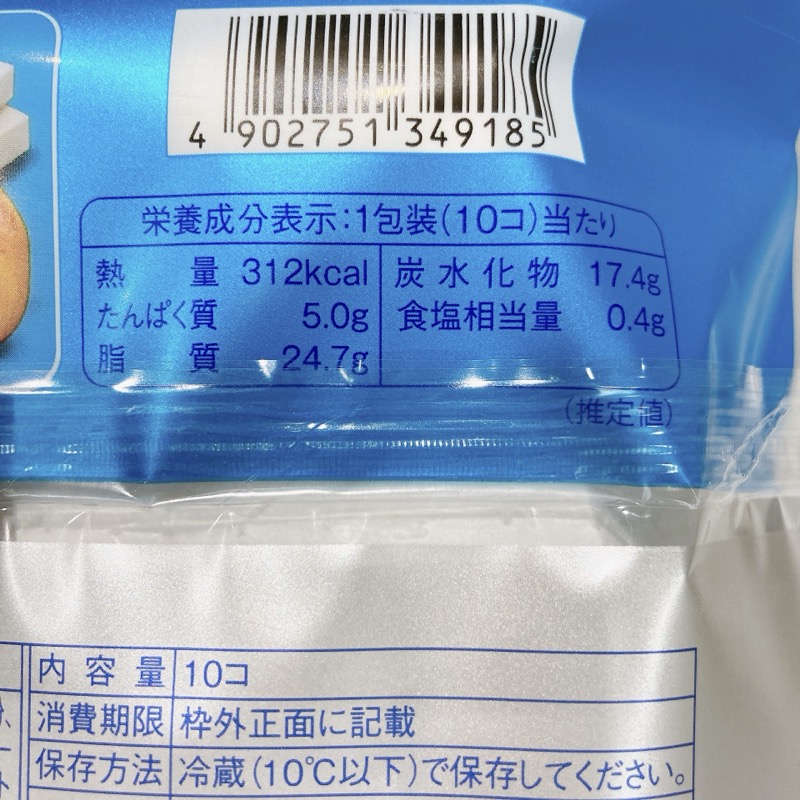 4 902751 349185
栄養成分表示:1包装(10コ)当たり
熱量 312kcal
たんぱく質 5.0g
脂質 24.7g
炭水化物 17.4g
食塩相当量 0.4g
(推定値)
内容量 10コ
消費期限 枠外正面に記載
保存方法 冷蔵(10℃以下)で保存してください。